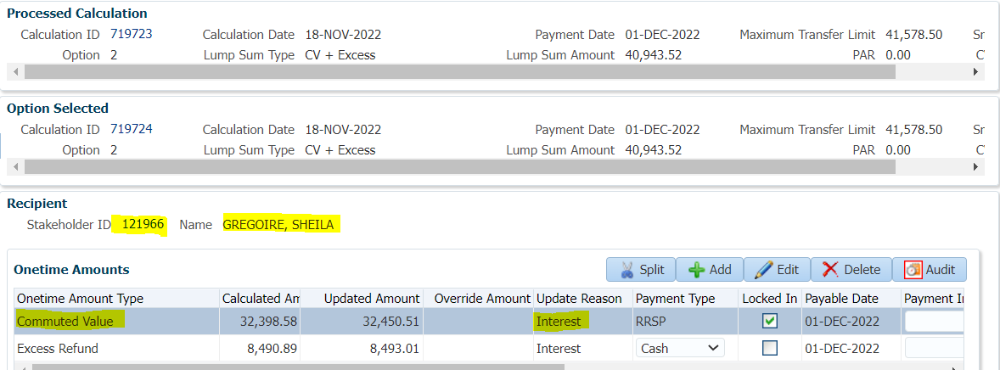 Processed Calculation
Calculation ID 719723 Calculation Date 18-NOV-2022 Payment Date 01-DEC-2022 Maximum Transfer Limit 41,578.50
Option 2 Lump Sum Type CV + Excess Lump Sum Amount 40,943.52 PAR 0.00
Option Selected
Calculation ID 719724 Calculation Date 18-NOV-2022 Payment Date 01-DEC-2022 Maximum Transfer Limit 41,578.50
Option 2 Lump Sum Type CV + Excess Lump Sum Amount 40,943.52 PAR 0.00
Recipient
Stakeholder ID 121966 Name GREGOIRE, SHEILA
Onetime Amounts Split Add Edit Delete Audit
Onetime Amount Type Calculated Am Updated Amount Override Amount Update Reason Payment Type Locked In Payable Date Payment In
Commuted Value 32,398.58 32,450.51 Interest RRSP 01-DEC-2022
Excess Refund 8,490.89 8,493.01 Interest Cash 01-DEC-2022